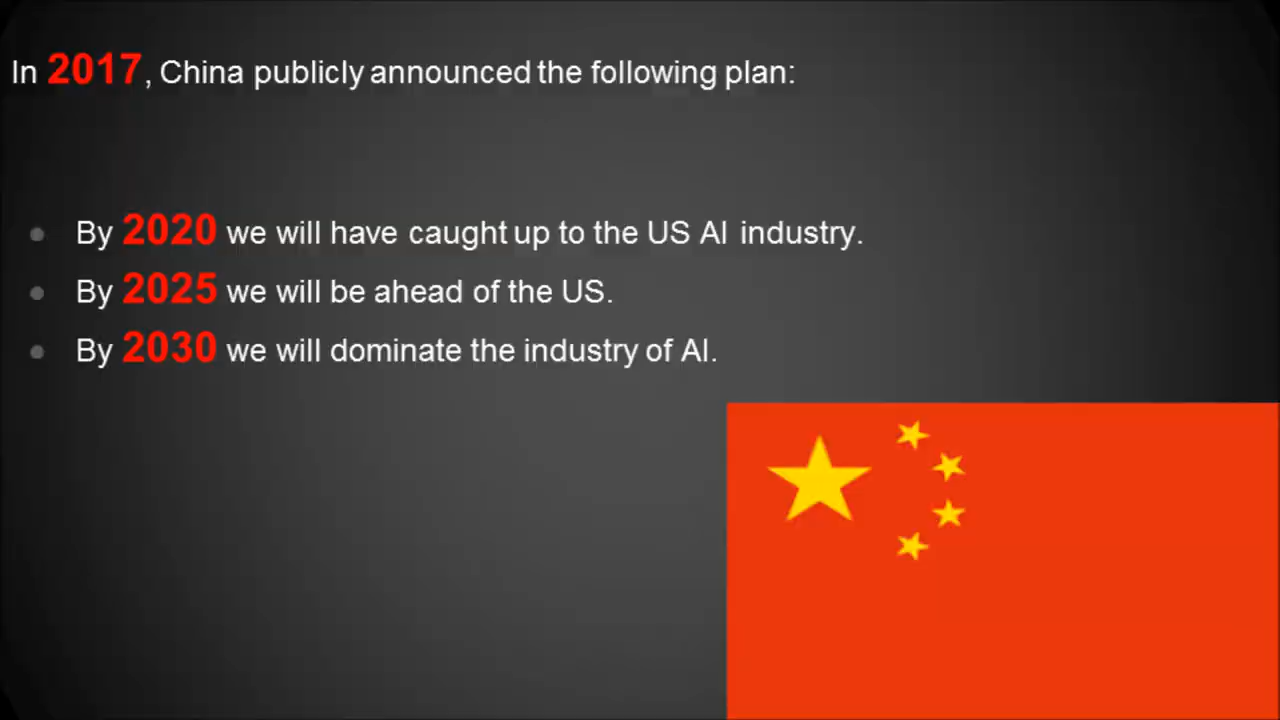 In 2017, China publicly announced the following plan:
By 2020 we will have caught up to the US AI industry.
By 2025 we will be ahead of the US.
By 2030 we will dominate the industry of AI.